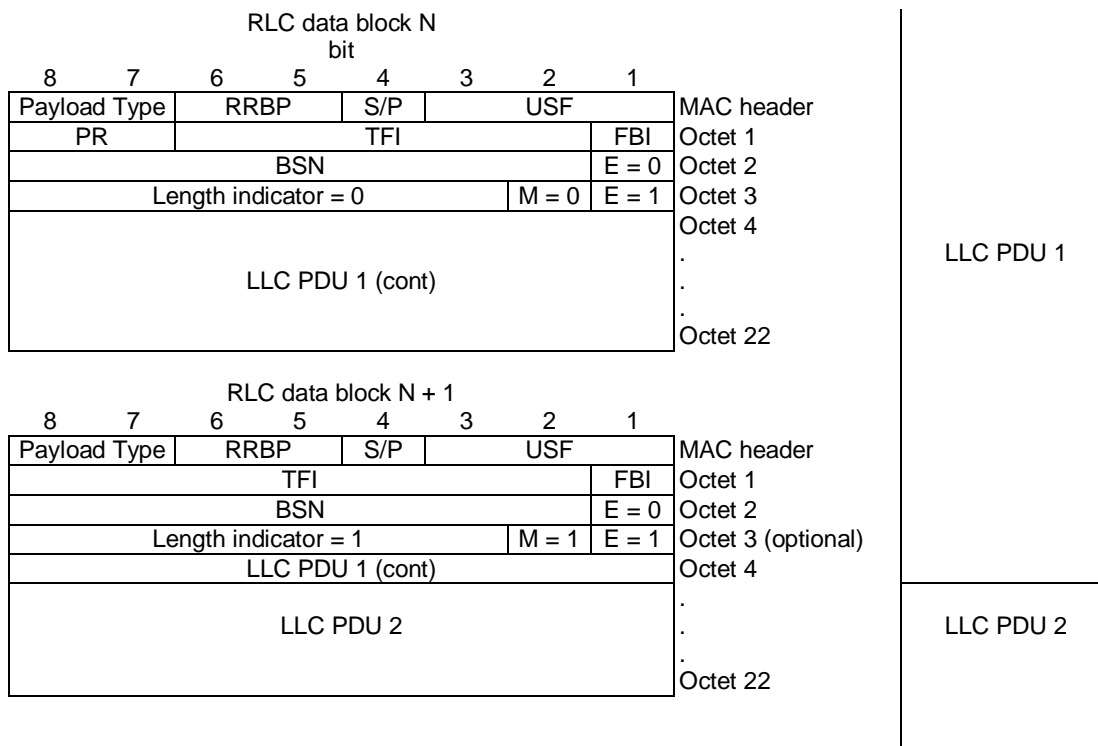 RLC data block N
bit
8 7 6 5 4 3 2 1
Payload Type RRBP S/P USF MAC header
PR TFI FBI Octet 1
BSN E = 0 Octet 2
Length indicator = 0 M = 0 E = 1 Octet 3
Octet 4
.
LLC PDU 1 (cont) .
.
Octet 22
LLC PDU 1
RLC data block N + 1
8 7 6 5 4 3 2 1
Payload Type RRBP S/P USF MAC header
TFI FBI Octet 1
BSN E = 0 Octet 2
Length indicator = 1 M = 1 E = 1 Octet 3 (optional)
LLC PDU 1 (cont) Octet 4
.
LLC PDU 2 .
.
Octet 22
LLC PDU 2